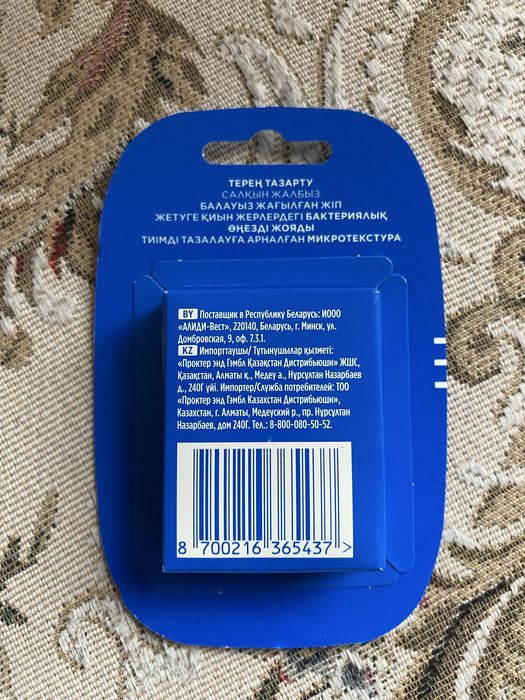 ТЕРЕҢ ТАЗАРТУ
САЛҚЫН ЖАЛБЫЗ
БАЛАУЫЗ ЖАҒЫЛҒАН ЖІП
ЖЕТУГЕ ҚИЫН ЖЕРЛЕРДЕГІ БАКТЕРИЯЛЫҚ
ӨҢЕЗДІ ЖОЯДЫ
ТИІМДІ ТАЗАЛАУҒА АРНАЛҒАН МИКРОТЕКСТУРА
BY Поставщик в Республику Беларусь: ИООО
«АЛИДИ-Вест», 220140, Беларусь, г. Минск, ул.
Домбровская, 9, оф. 7.3.1.
KZ Импорттаушы/ Тұтынушылар қызметі:
«Проктер энд Гэмбл Қазақстан Дистрибьюшн» ЖШС,
Қазақстан, Алматы қ., Медеу а., Нұрсұлтан Назарбаев
д., 240Г үйі. Импортер/Служба потребителей: ТОО
«Проктер энд Гэмбл Казахстан Дистрибьюшн»,
Казахстан, г. Алматы, Медеуский р., пр. Нұрсұлтан
Назарбаев, дом 240Г. Тел.: 8-800-080-50-52.
8 700216 365437 >